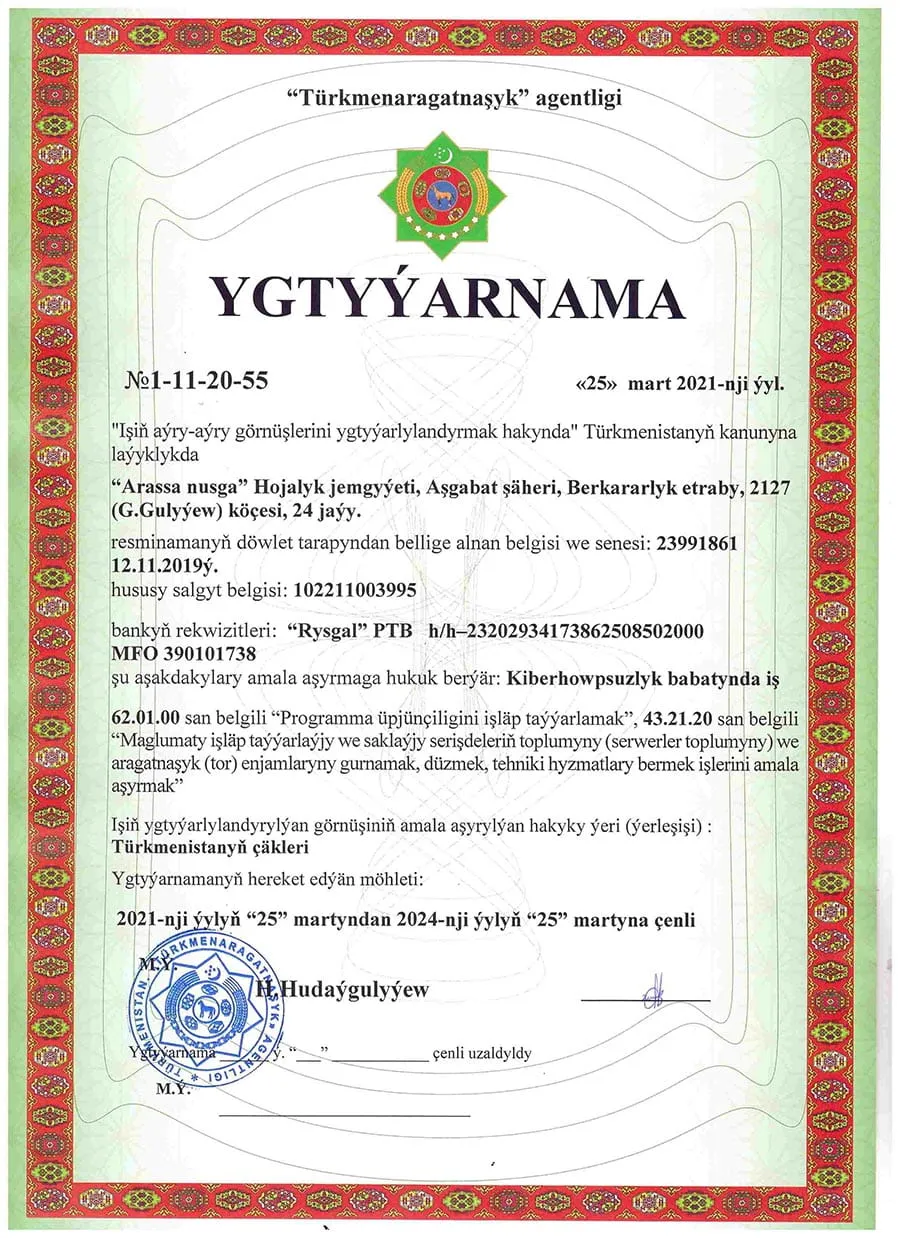 “Türkmenaragatnaşyk” agentligi
YGTYÝARNAMA
№1-11-20-55
«25» mart 2021-nji ýyl.
"Işiň aýry-aýry görnüşlerini ygtyýarlylandyrmak hakynda" Türkmenistanyň kanunyna
laýyklykda
“Arassa nusga” Hojalyk jemgyýeti, Aşgabat şäheri, Berkararlyk etraby, 2127
(G.Gulyýew) köçesi, 24 jaýy.
resminamanyň döwlet tarapyndan bellige alnan belgisi we senesi: 23991861
12.11.2019ý.
hususy salgyt belgisi: 102211003995
bankyň rekwizitleri: “Rysgal” PTB h/h–23202934173862508502000
MFO 390101738
şu aşakdakylary amala aşyrmaga hukuk berýär: Kiberhowpsuzlyk babatynda iş
62.01.00 san belgili “Programma üpjünçiligini işläp taýýarlamak”, 43.21.20 san belgili
“Maglumaty işläp taýýarlaýjy we saklaýjy serişdeleriň toplumyny (serwerler toplumyny) we
aragatnaşyk (tor) enjamlaryny gurnamak, düzmek, tehniki hyzmatlary bermek işlerini amala
aşyrmak”
Işiň ygtyýarlylandyrylýan görnüşiniň amala aşyrylýan hakyky ýeri (ýerleşişi) :
Türkmenistanyň çäkleri
Ygtyýarnamanyň hereket edýän möhleti:
2021-nji ýylyň “25” martyndan 2024-nji ýylyň “25” martyna çenli
M.Ý.
H.Hudaýgulyýew
TÜRKMENISTAN «TÜRKMENARAGATNAŞYK» AGENTLIGI
Ygtyýarnama ______ý. “___” ____________ çenli uzaldyldy
M.Ý.